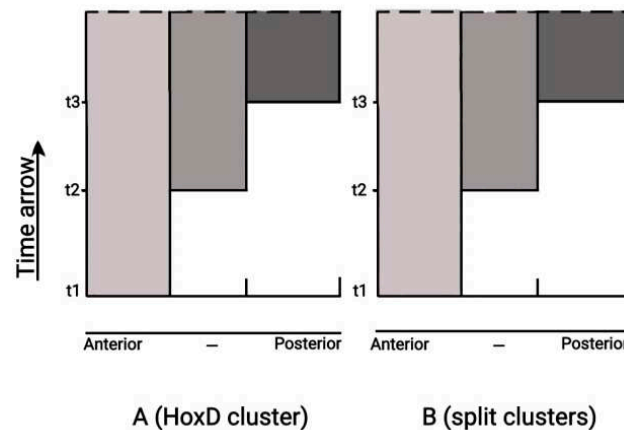 t3
t2
t1
Time arrow
Anterior – Posterior
A (HoxD cluster)
t3
t2
t1
Anterior – Posterior
B (split clusters)